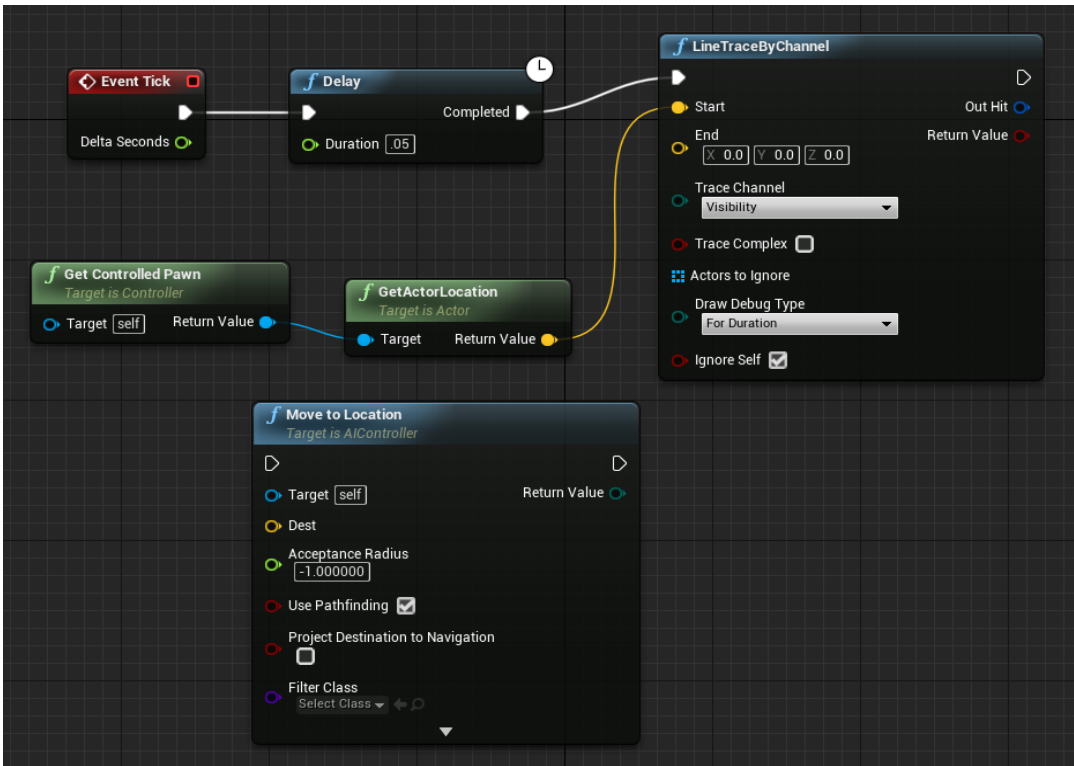 Event Tick
Delta Seconds
f Delay
Completed
Duration .05
f LineTraceByChannel
Start
Out Hit
End
Return Value
X 0.0 Y 0.0 Z 0.0
Trace Channel
Visibility
Trace Complex
Actors to Ignore
Draw Debug Type
For Duration
Ignore Self
f Get Controlled Pawn
Target is Controller
Target self Return Value
f GetActorLocation
Target is Actor
Target Return Value
f Move to Location
Target is AIController
Target self Return Value
Dest
Acceptance Radius
-1.000000
Use Pathfinding
Project Destination to Navigation
Filter Class
Select Class